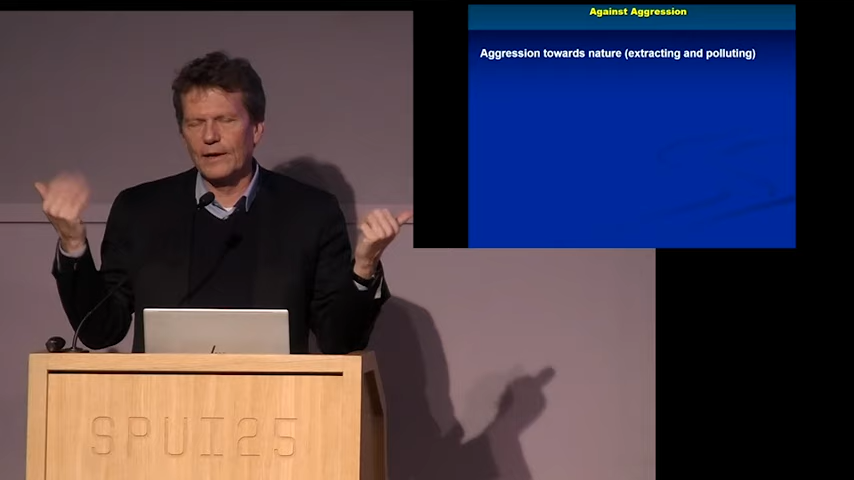 Against Aggression
Aggression towards nature (extracting and polluting)
SPUI25